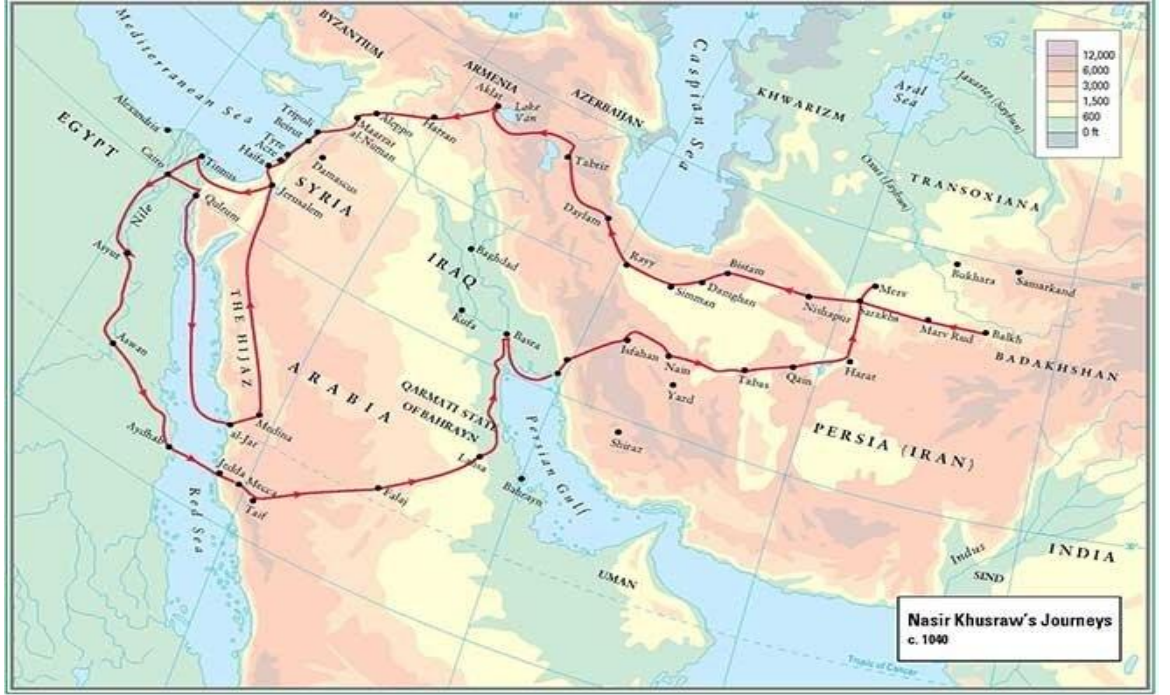 BYZANTIUM
Mediterranean Sea
ARMENIA
Aklat
Lake
Van
AZERBAIJAN
Caspian Sea
KHWARIZM
Aral
Sea
Jaxartes (Sayhun)
12,000
6,000
3,000
1,500
600
0 ft
EGYPT
Alexandria
Cairo
Tinnis
Tripoli
Beirut
Tyre
Acre
Haifa
Maarrat
al-Numan
Aleppo
Harran
Tabriz
Oxus (Jayhun)
TRANSOXIANA
Damascus
SYRIA
Jerusalem
Qulzum
Nile
Daylam
Asyut
Baghdad
IRAQ
Rayy
Simman
Damghan
Bistam
Nishapur
Sarakhs
Merv
Bukhara
Samarkand
Marv Rud
Balkh
BADAKHSHAN
THE HIJAZ
Kufa
Basra
Isfahan
Nain
Yazd
Tabas
Qain
Harat
Aswan
ARABIA
QARMATI STATE
OF BAHRAYN
Shiraz
PERSIA (IRAN)
Aydhab
al-Jar
Medina
Lahsa
Persian Gulf
Jedda
Mecca
Taif
Falaj
Bahrayn
Red Sea
UMAN
Indus
SIND
INDIA
Nasir Khusraw's Journeys
c. 1040
Tropic of Cancer